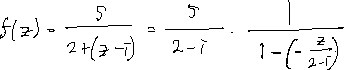 f(z) = 5/(2+(z-i)) = 5/(2-i) · 1/(1-(-z/(2-i)))